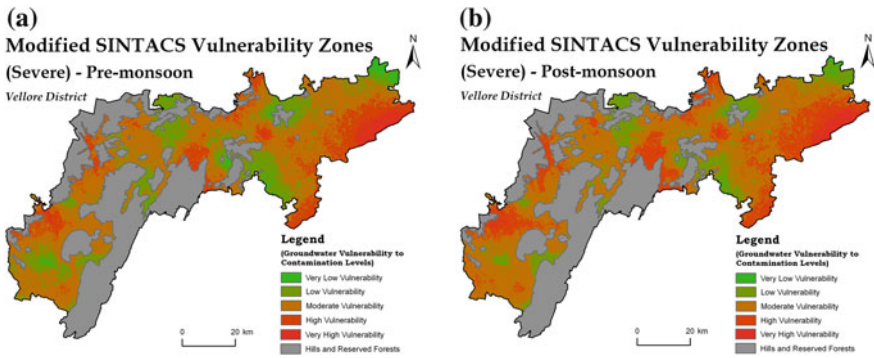 (a)
Modified SINTACS Vulnerability Zones
(Severe) - Pre-monsoon
Vellore District
N
Legend
(Groundwater Vulnerability to
Contamination Levels)
Very Low Vulnerability
Low Vulnerability
Moderate Vulnerability
High Vulnerability
Very High Vulnerability
Hills and Reserved Forests
0 20 km
(b)
Modified SINTACS Vulnerability Zones
(Severe) - Post-monsoon
Vellore District
N
Legend
(Groundwater Vulnerability to
Contamination Levels)
Very Low Vulnerability
Low Vulnerability
Moderate Vulnerability
High Vulnerability
Very High Vulnerability
Hills and Reserved Forests
0 20 km